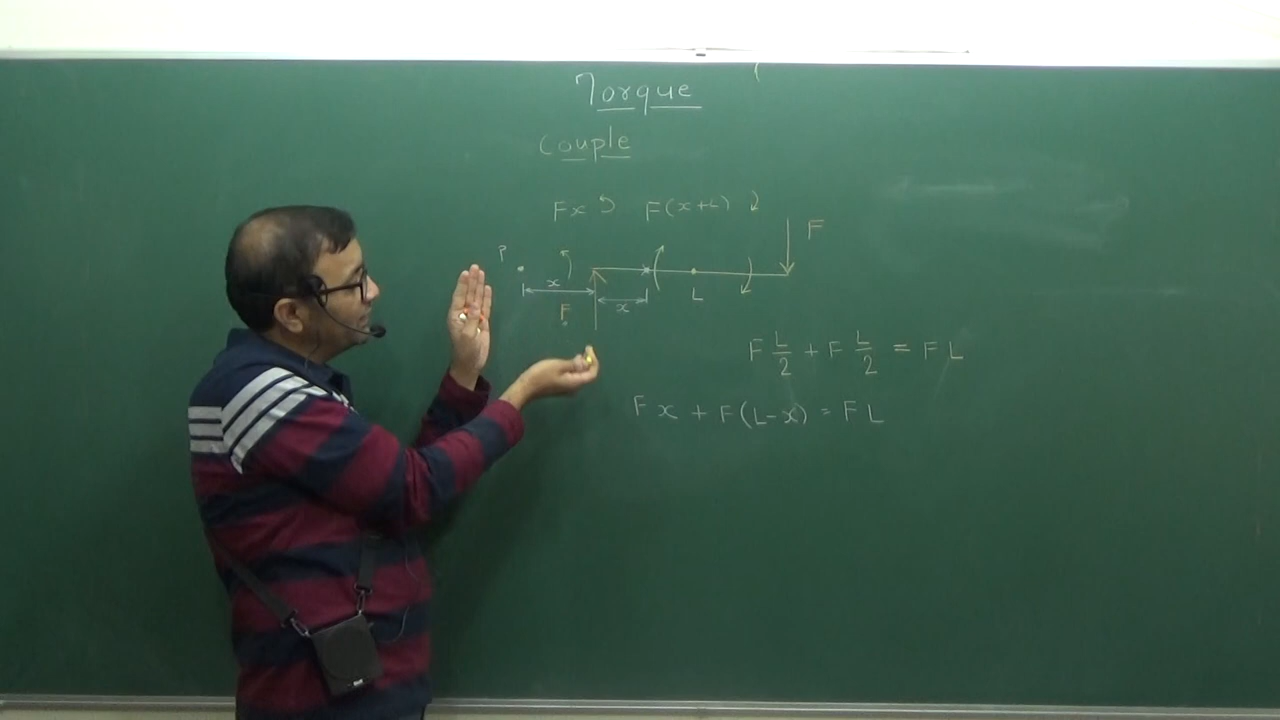 Torque
Couple
Fx F(x+L)
F
P
x
x
L
F
F L/2 + F L/2 = FL
Fx + F(L-x) = FL